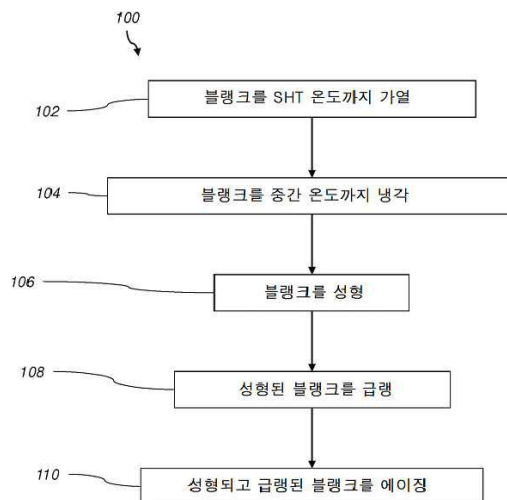 100
102
블랭크를 SHT 온도까지 가열
104
블랭크를 중간 온도까지 냉각
106
블랭크를 성형
108
성형된 블랭크를 급랭
110
성형되고 급랭된 블랭크를 에이징